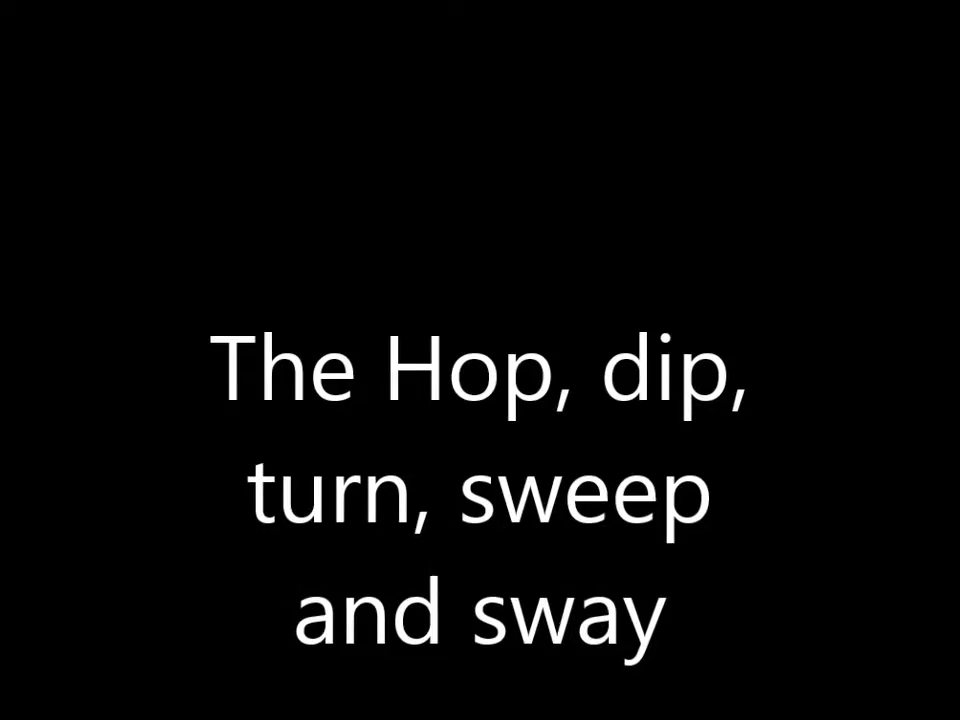 The Hop, dip,
turn, sweep
and sway